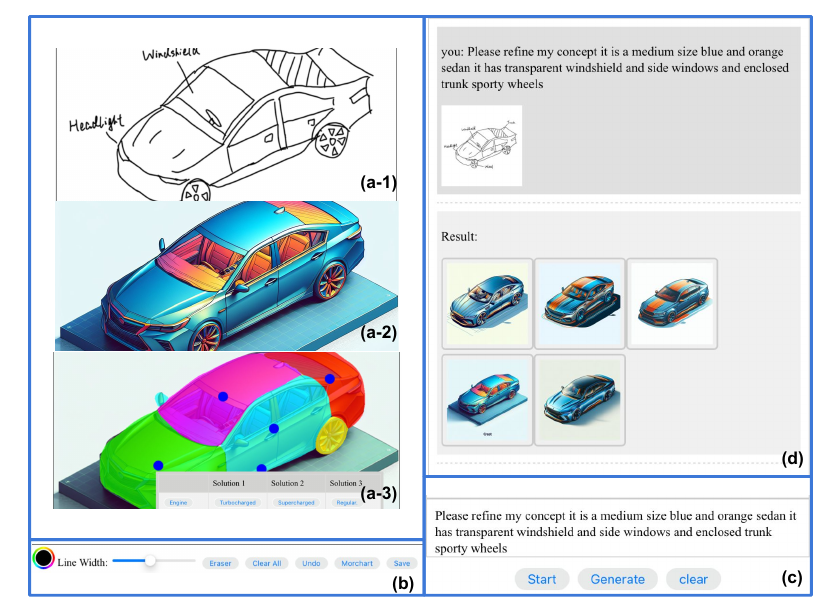 Windshield
Headlight
(a-1)
(a-2)
Solution 1 Solution 2 Solution 3
(a-3)
Engine Turbocharged Supercharged Regular
Line Width: Eraser Clear All Undo Morchart Save
(b)
you: Please refine my concept it is a medium size blue and orange
sedan it has transparent windshield and side windows and enclosed
trunk sporty wheels
Result:
(d)
Please refine my concept it is a medium size blue and orange sedan it
has transparent windshield and side windows and enclosed trunk
sporty wheels
Start Generate clear
(c)